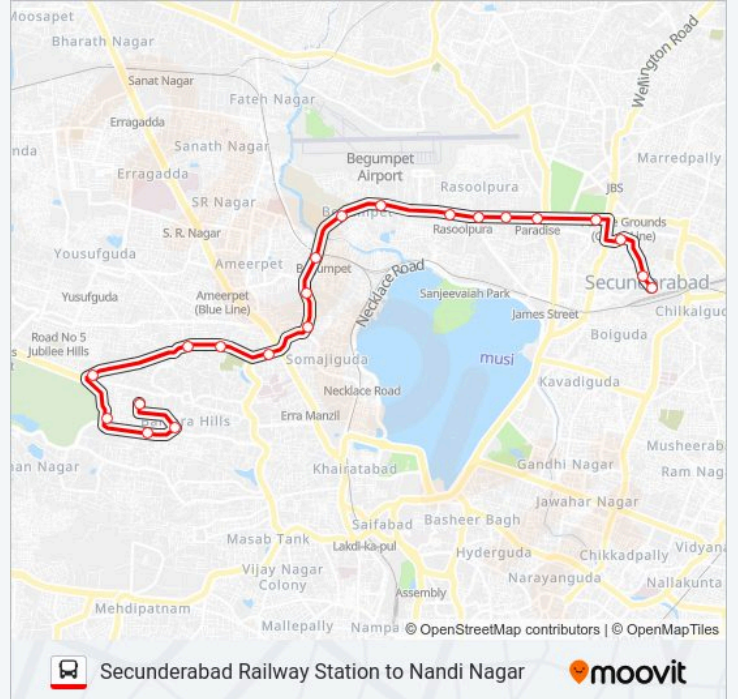 Moosapet
Bharath Nagar
Wellington Road
Sanat Nagar
Fateh Nagar
Erragadda
nda
Sanath Nagar
Begumpet
Airport
Marredpally
Erragadda
Rasoolpura
JBS
SR Nagar
S. R. Nagar
Rasoolpura
Paradise
Grounds
Line)
Yousufguda
Ameerpet
Necklace Road
Secunderabad
Yusufguda
Ameerpet
(Blue Line)
Sanjeevaiah Park
James Street
Chilkalgu
Road No 5
Jubilee Hills
Somajiguda
musi
Boiguda
Necklace Road
Kavadiguda
Erra Manzil
Hills
an Nagar
Khairatabad
Gandhi Nagar
Musheerab
Ram Nag
Jawahar Nagar
Saifabad
Basheer Bagh
Masab Tank
Lakdi-ka-pul
Hyderguda
Chikkadpally
Vidyan
Vijay Nagar
Colony
Narayanguda
Nallakunta
Assembly
Mehdipatnam
Mallepally
Nampa
© OpenStreetMap contributors | © OpenMapTiles
Secunderabad Railway Station to Nandi Nagar
moovit